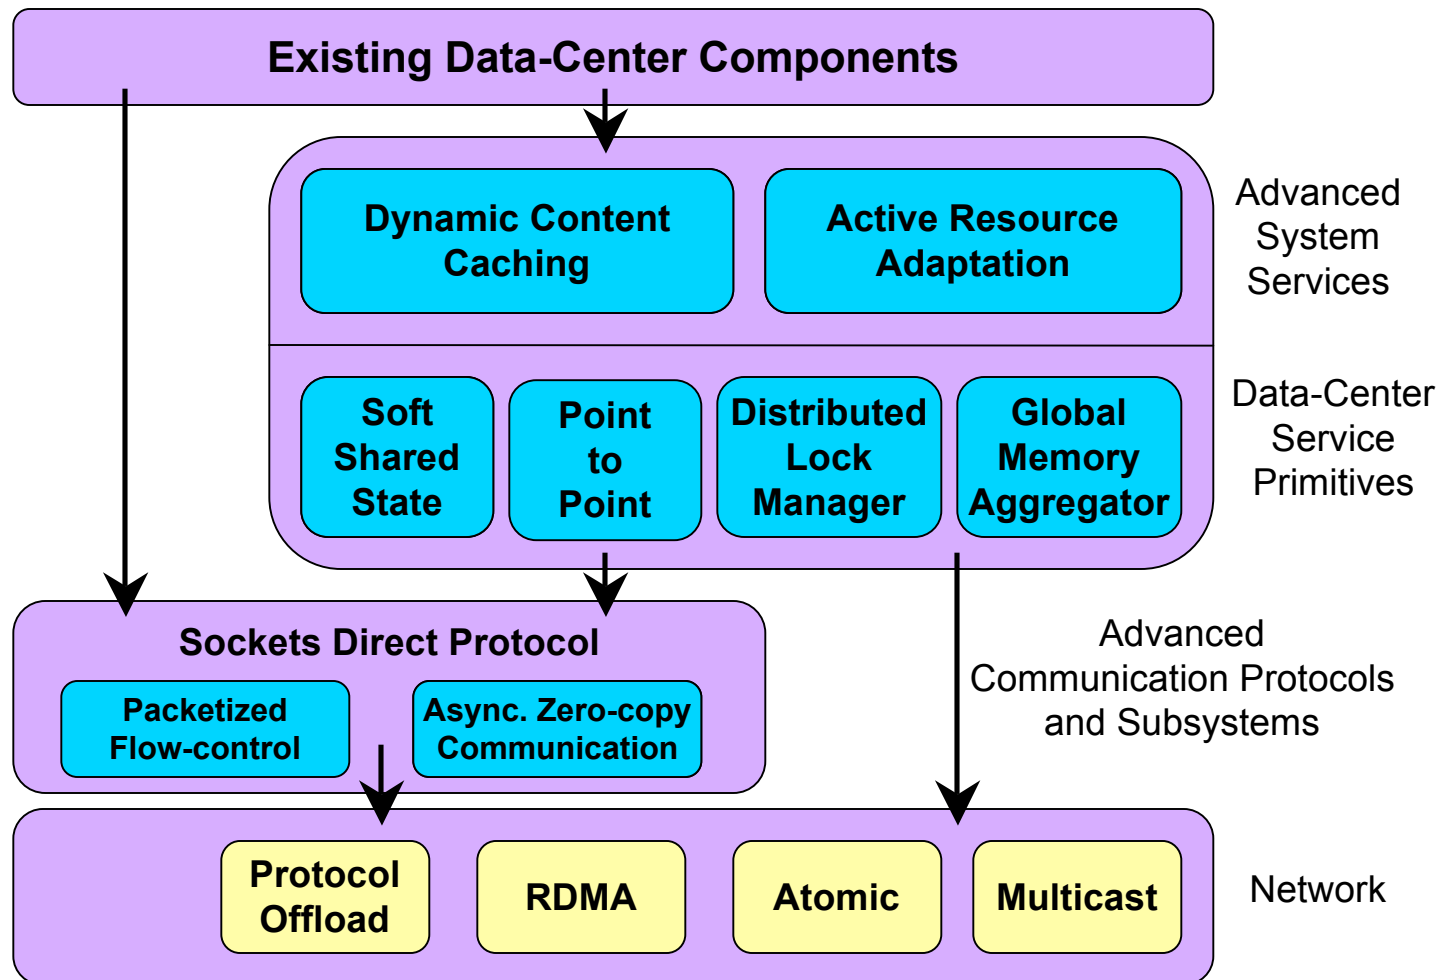 Existing Data-Center Components
Dynamic Content
Caching
Active Resource
Adaptation
Advanced
System
Services
Soft
Shared
State
Point
to
Point
Distributed
Lock
Manager
Global
Memory
Aggregator
Data-Center
Service
Primitives
Sockets Direct Protocol
Packetized
Flow-control
Async. Zero-copy
Communication
Advanced
Communication Protocols
and Subsystems
Protocol
Offload
RDMA
Atomic
Multicast
Network